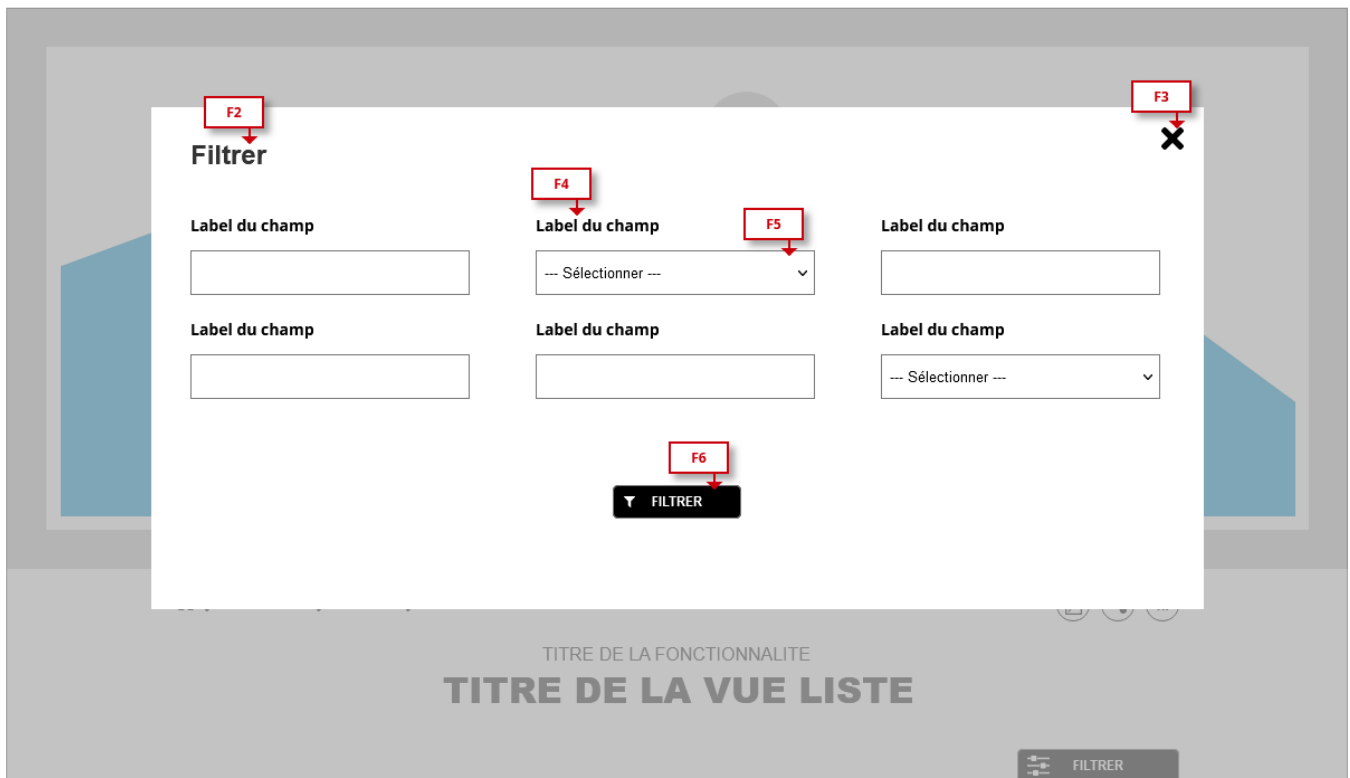 F2
F3
Filtrer
F4
F5
Label du champ
Label du champ
Label du champ
--- Sélectionner ---
Label du champ
Label du champ
Label du champ
--- Sélectionner ---
F6
FILTRER
TITRE DE LA FONCTIONNALITE
TITRE DE LA VUE LISTE
FILTRER